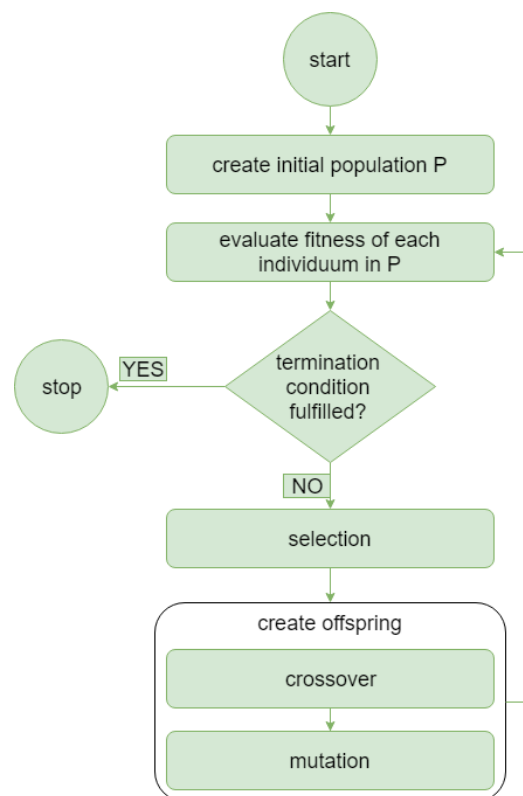 start
create initial population P
evaluate fitness of each
individuum in P
termination
condition
fulfilled?
YES
stop
NO
selection
create offspring
crossover
mutation